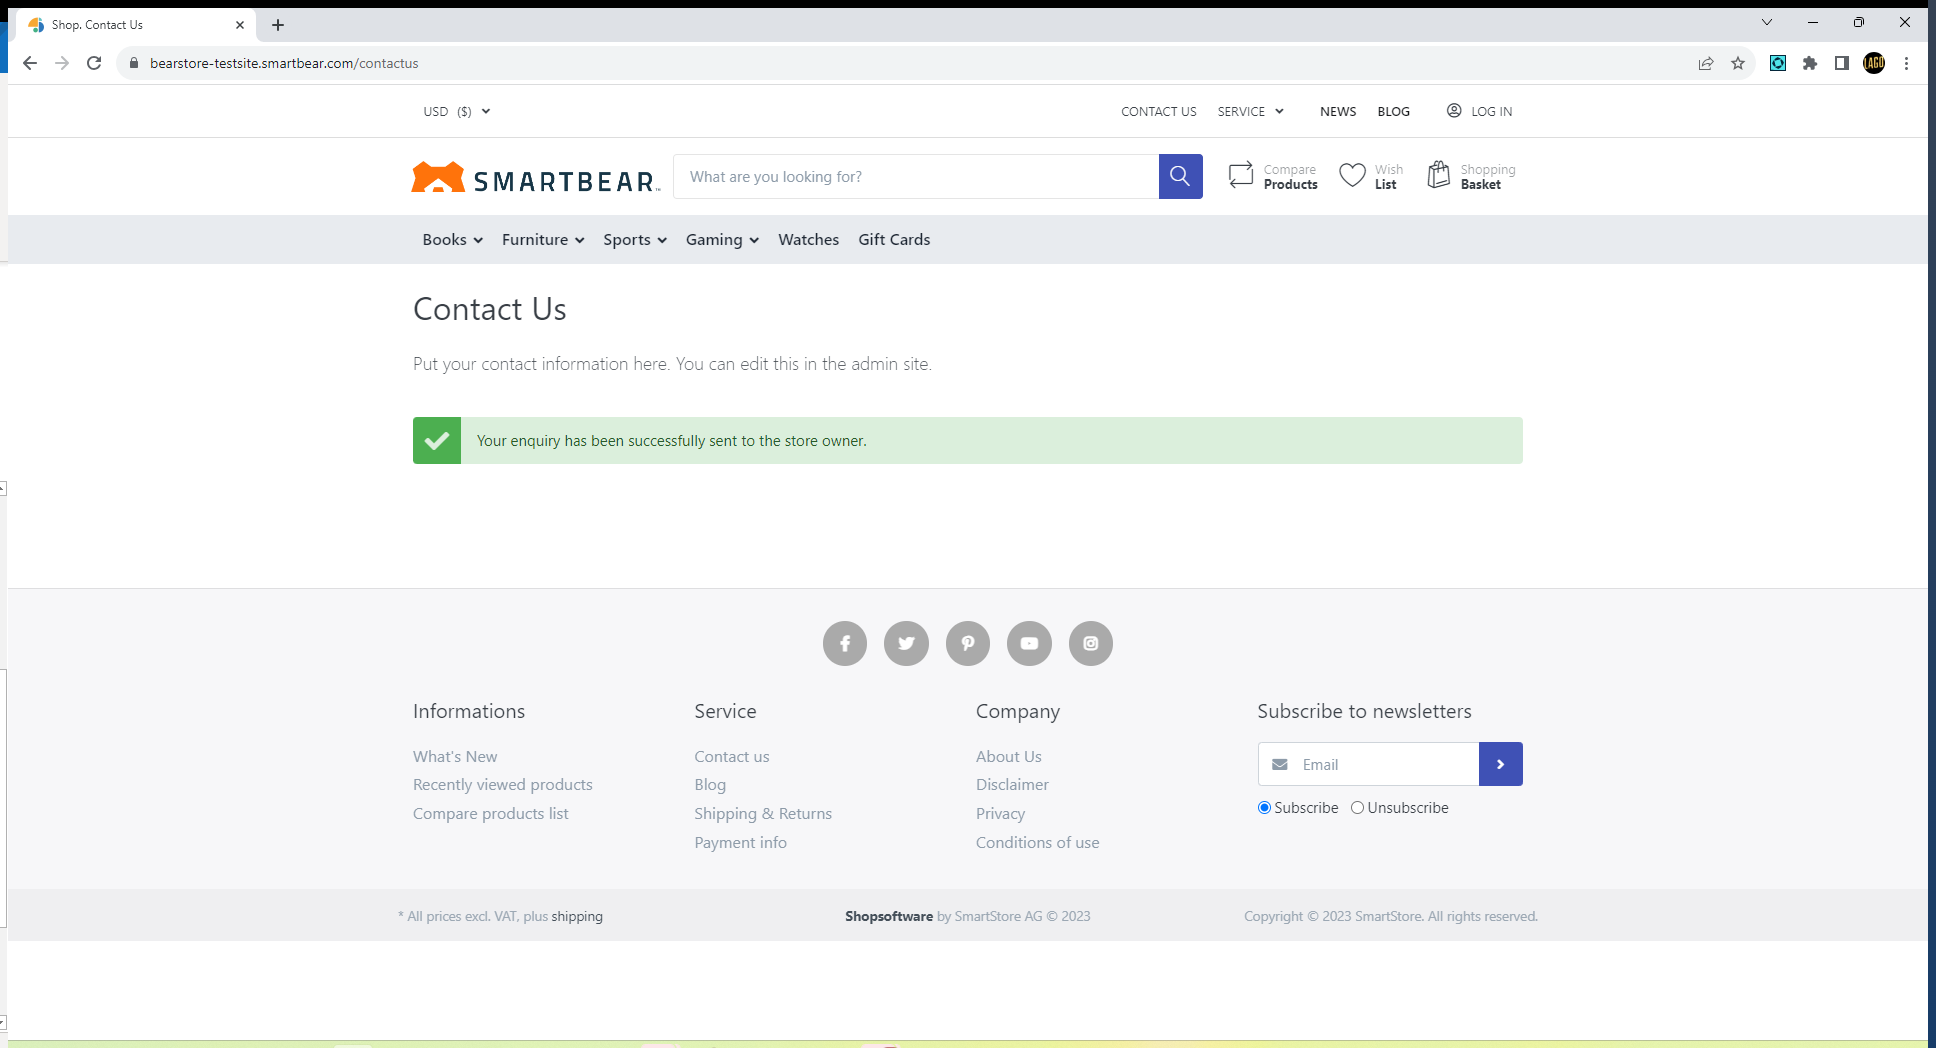 Shop. Contact Us
bearstore-testsite.smartbear.com/contactus
LAGO
USD ($)
CONTACT US SERVICE NEWS BLOG LOG IN
SMARTBEAR™
What are you looking for?
Compare Products
Wish List
Shopping Basket
Books Furniture Sports Gaming Watches Gift Cards
Contact Us
Put your contact information here. You can edit this in the admin site.
Your enquiry has been successfully sent to the store owner.
Informations
What's New
Recently viewed products
Compare products list
Service
Contact us
Blog
Shipping & Returns
Payment info
Company
About Us
Disclaimer
Privacy
Conditions of use
Subscribe to newsletters
Email
Subscribe Unsubscribe
* All prices excl. VAT, plus shipping
Shopsoftware by SmartStore AG © 2023
Copyright © 2023 SmartStore. All rights reserved.